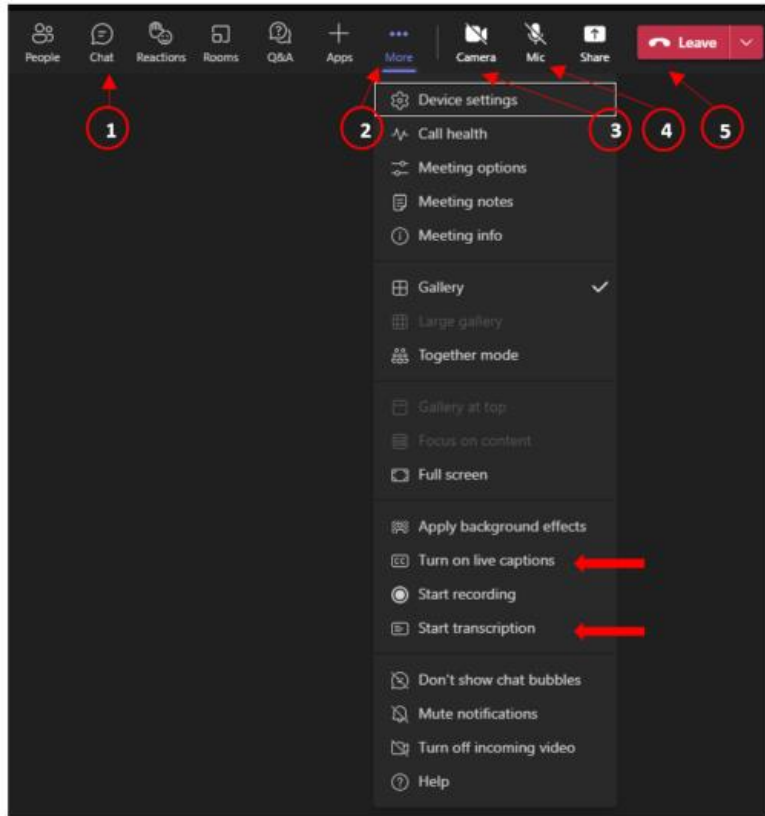 People Chat Reactions Rooms Q&A Apps More Camera Mic Share Leave
1 2 3 4 5
Device settings
Call health
Meeting options
Meeting notes
Meeting info
Gallery
Large gallery
Together mode
Gallery at top
Focus on content
Full screen
Apply background effects
CC Turn on live captions
Start recording
Start transcription
Don't show chat bubbles
Mute notifications
Turn off incoming video
Help